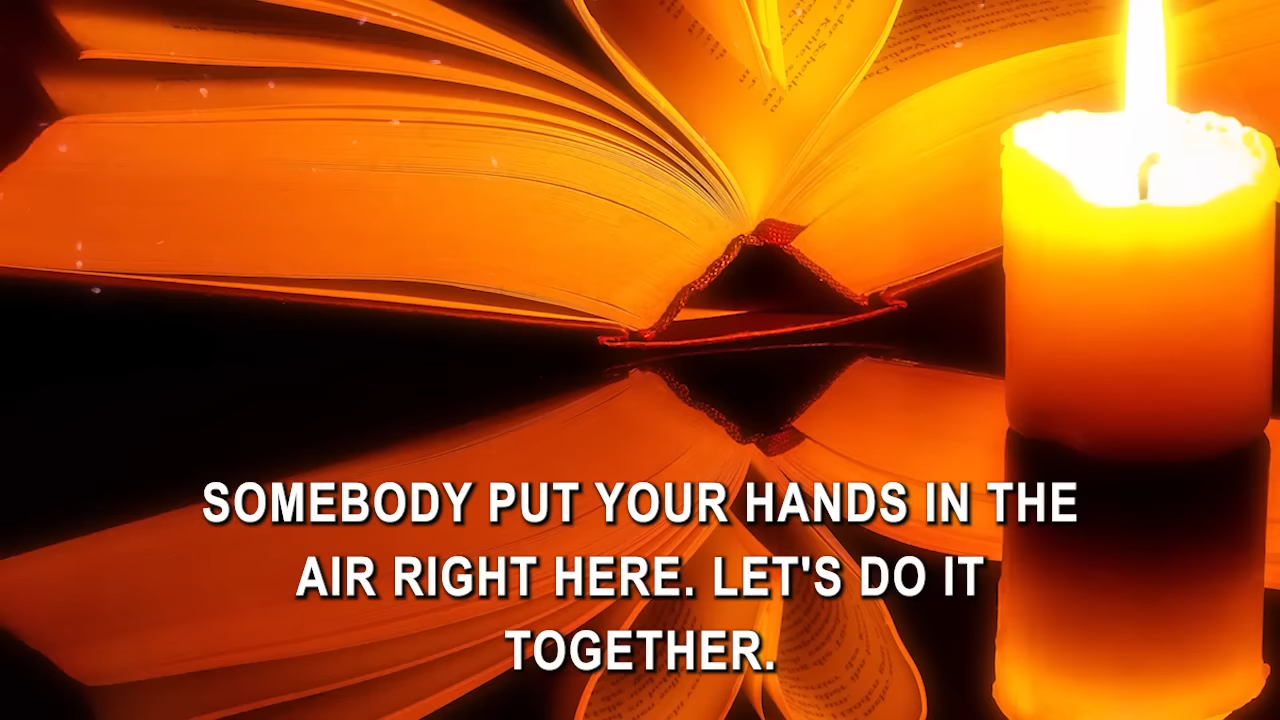 SOMEBODY PUT YOUR HANDS IN THE
AIR RIGHT HERE. LET'S DO IT
TOGETHER.